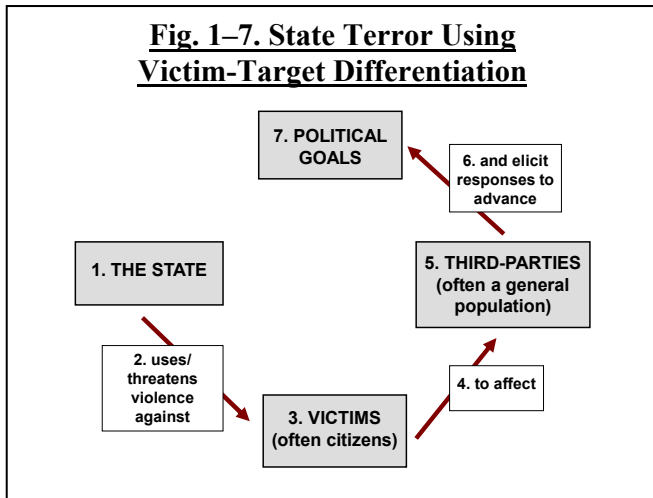 Fig. 1–7. State Terror Using
Victim-Target Differentiation
7. POLITICAL
GOALS
6. and elicit
responses to
advance
1. THE STATE
5. THIRD-PARTIES
(often a general
population)
2. uses/
threatens
violence
against
4. to affect
3. VICTIMS
(often citizens)